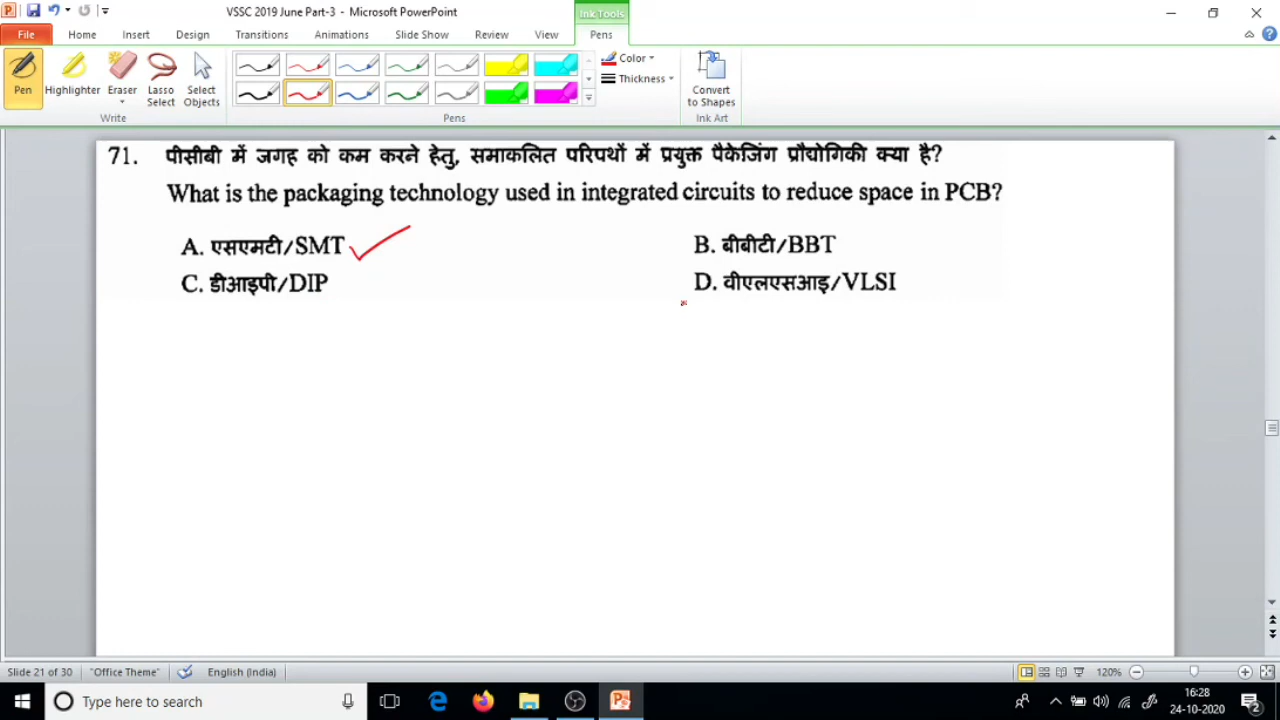 VSSC 2019 June Part-3 - Microsoft PowerPoint
Ink Tools
File Home Insert Design Transitions Animations Slide Show Review View Pens
Pen Highlighter Eraser Lasso Select Select Objects
Color
Thickness
Convert to Shapes
Write Pens Ink Art
71. पीसीबी में जगह को कम करने हेतु, समाकलित परिपथों में प्रयुक्त पैकेजिंग प्रौद्योगिकी क्या है?
What is the packaging technology used in integrated circuits to reduce space in PCB?
A. एसएमटी/SMT B. बीबीटी/BBT
C. डीआइपी/DIP D. वीएलएसआइ/VLSI
Slide 21 of 30 "Office Theme" English (India) 120%
Type here to search 16:28
24-10-2020 2